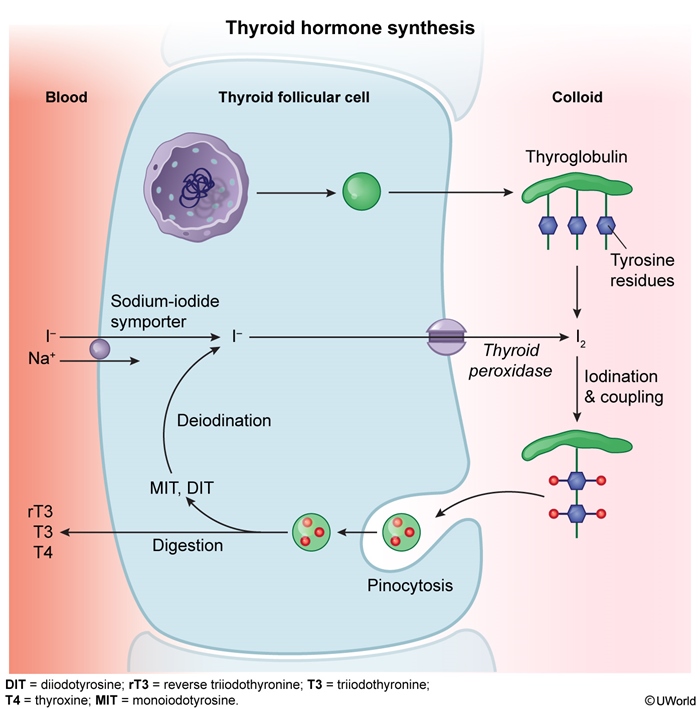 Thyroid hormone synthesis
Blood
Thyroid follicular cell
Colloid
Thyroglobulin
Tyrosine
residues
Sodium-iodide
symporter
I⁻
I⁻
I₂
Na⁺
Thyroid
peroxidase
Iodination
& coupling
Deiodination
MIT, DIT
rT3
T3
T4
Digestion
Pinocytosis
DIT = diiodotyrosine; rT3 = reverse triiodothyronine; T3 = triiodothyronine;
T4 = thyroxine; MIT = monoiodotyrosine.
©UWorld